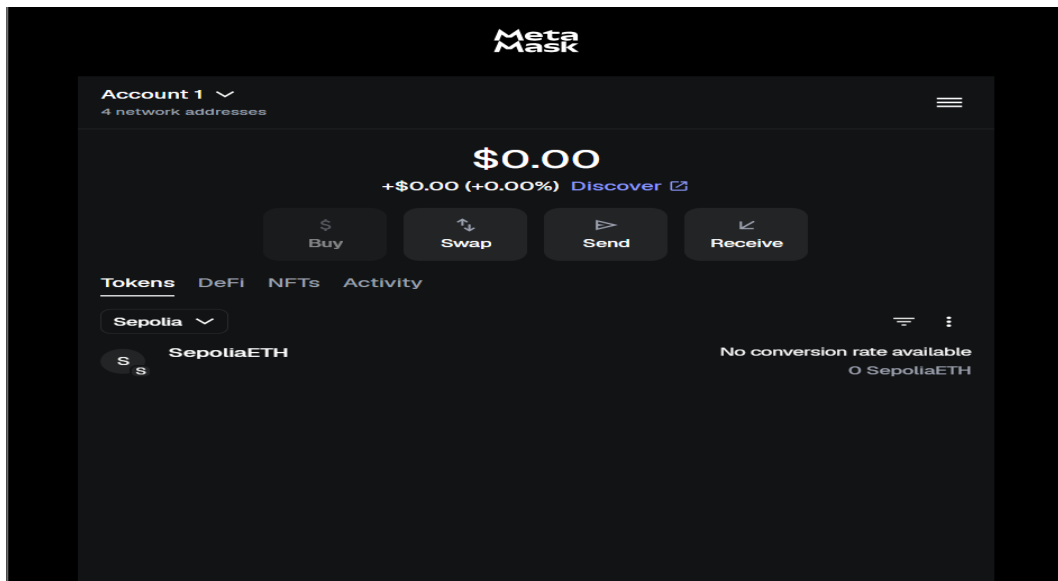 Meta
Mask
Account 1
4 network addresses
$0.00
+$0.00 (+0.00%) Discover
$
Buy
Swap
Send
Receive
Tokens DeFi NFTs Activity
Sepolia
S
S
SepoliaETH
No conversion rate available
0 SepoliaETH